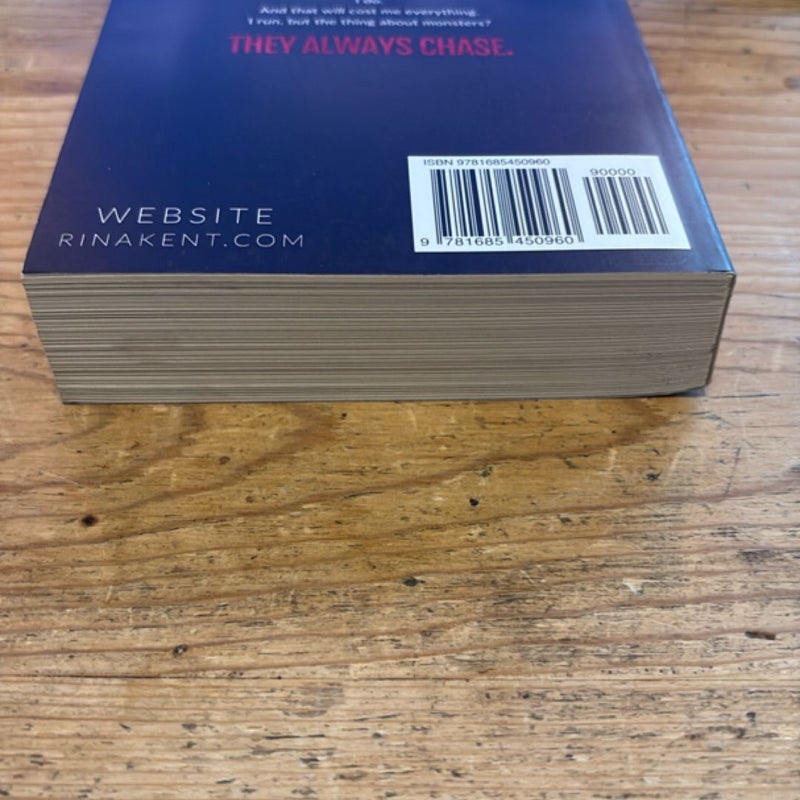 I do.
And that will cost me everything.
I run, but the thing about monsters?
THEY ALWAYS CHASE.
ISBN 9781685450960
90000
9 781685 450960
WEBSITE
RINAKENT.COM